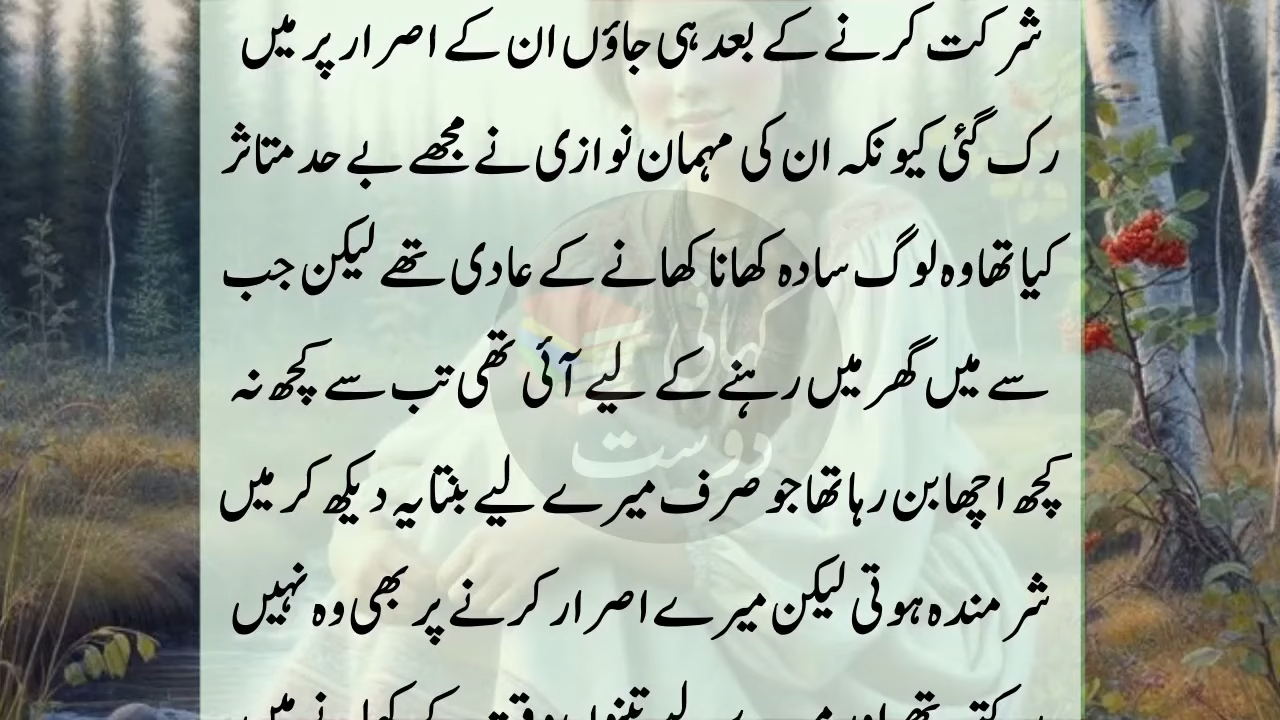 شرکت کرنے کے بعد ہی جاؤں ان کے اصرار پر میں
رک گئی کیونکہ ان کی مہمان نوازی نے مجھے بے حد متاثر
کیا تھا وہ لوگ سادہ کھانا کھانے کے عادی تھے لیکن جب
سے میں گھر میں رہنے کے لیے آئی تھی تب سے کچھ نہ
کچھ اچھا بن رہا تھا جو صرف میرے لیے بنتا یہ دیکھ کر میں
شرمندہ ہوتی لیکن میرے اصرار کرنے پر بھی وہ نہیں
کہانی
دوست